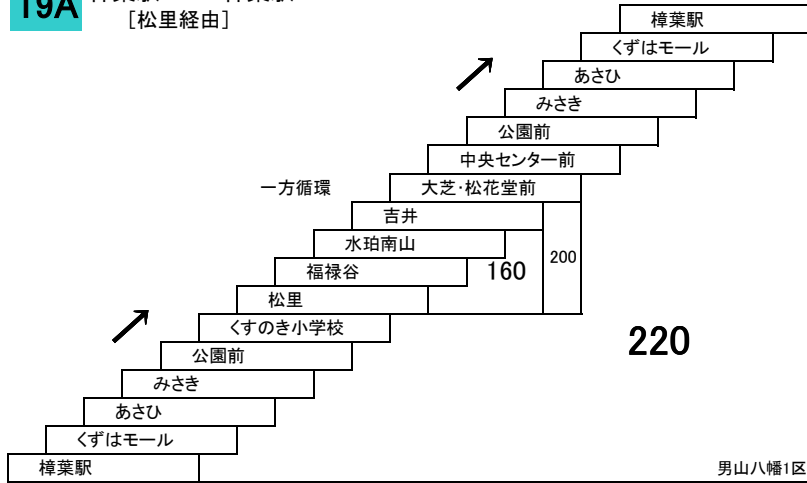 19A
［松里経由］
樟葉駅
くずはモール
あさひ
みさき
公園前
中央センター前
一方循環
大芝・松花堂前
吉井
水珀南山
200
福禄谷
160
松里
くすのき小学校
220
公園前
みさき
あさひ
くずはモール
樟葉駅
男山八幡1区